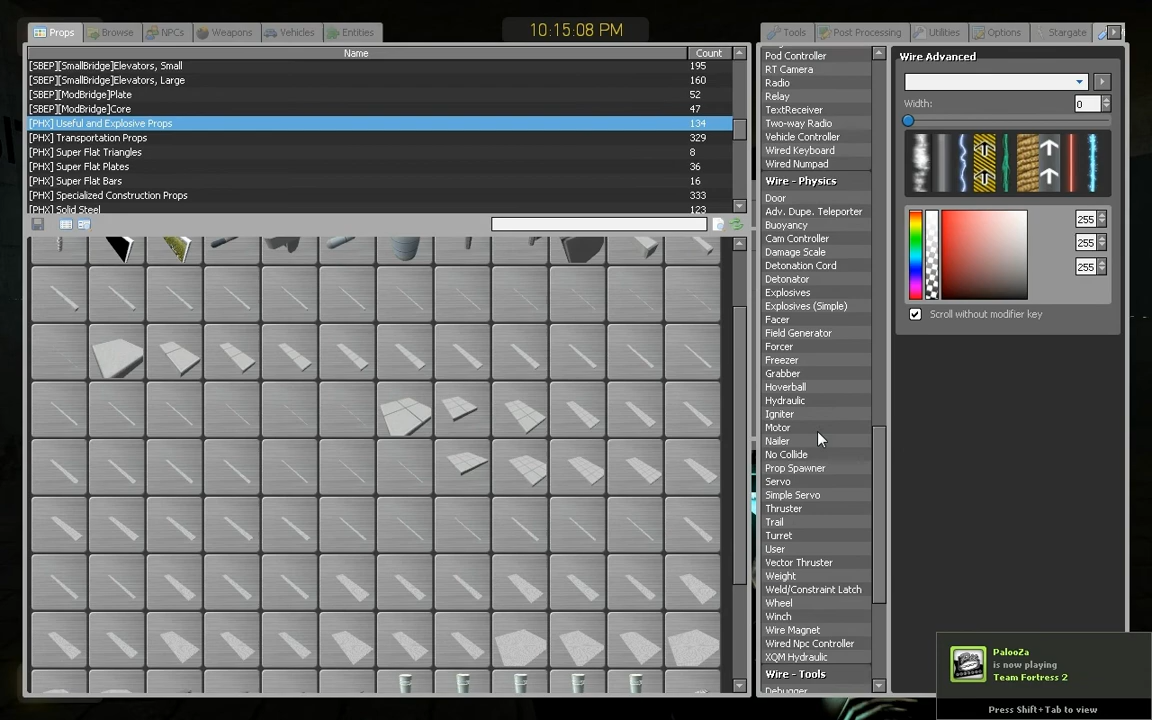 10:15:08 PM
Props
Browse
NPCs
Weapons
Vehicles
Entities
Name
Count
[SBEP][SmallBridge]Elevators, Small 195
[SBEP][SmallBridge]Elevators, Large 160
[SBEP][ModBridge]Plate 52
[SBEP][ModBridge]Core 47
[PHX] Useful and Explosive Props 134
[PHX] Transportation Props 329
[PHX] Super Flat Triangles 8
[PHX] Super Flat Plates 36
[PHX] Super Flat Bars 16
[PHX] Specialized Construction Props 333
[PHX] Solid Steel 123
Tools
Post Processing
Utilities
Options
Stargate
Pod Controller
RT Camera
Radio
Relay
TextReceiver
Two-way Radio
Vehicle Controller
Wired Keyboard
Wired Numpad
Wire - Physics
Door
Adv. Dupe. Teleporter
Buoyancy
Cam Controller
Damage Scale
Detonation Cord
Detonator
Explosives
Explosives (Simple)
Facer
Field Generator
Forcer
Freezer
Grabber
Hoverball
Hydraulic
Igniter
Motor
Nailer
No Collide
Prop Spawner
Servo
Simple Servo
Thruster
Trail
Turret
User
Vector Thruster
Weight
Weld/Constraint Latch
Wheel
Winch
Wire Magnet
Wired Npc Controller
XQM Hydraulic
Wire - Tools
Debugger
Wire Advanced
Width: 0
255
255
255
Scroll without modifier key
PalooZa
is now playing
Team Fortress 2
Press Shift+Tab to view